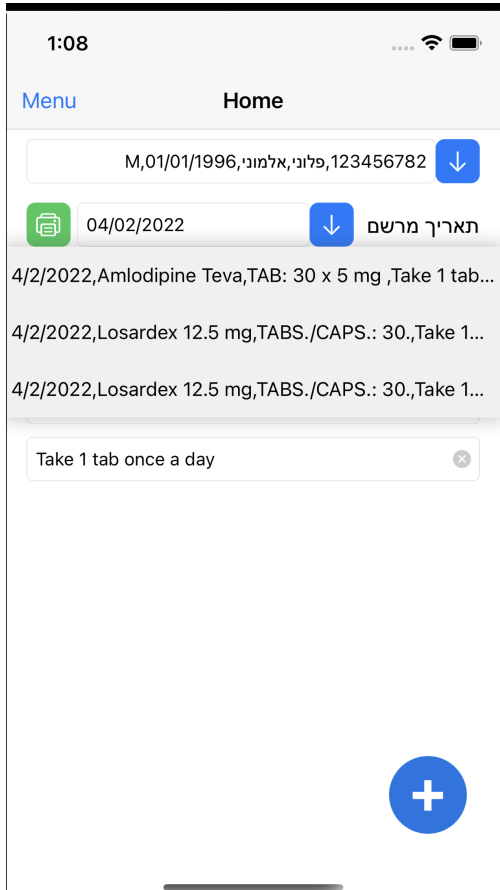 1:08
Menu
Home
123456782,פלוני,אלמוני,01/01/1996,M
תאריך מרשם
04/02/2022
4/2/2022,Amlodipine Teva,TAB: 30 x 5 mg ,Take 1 tab...
4/2/2022,Losardex 12.5 mg,TABS./CAPS.: 30.,Take 1...
4/2/2022,Losardex 12.5 mg,TABS./CAPS.: 30.,Take 1...
Take 1 tab once a day